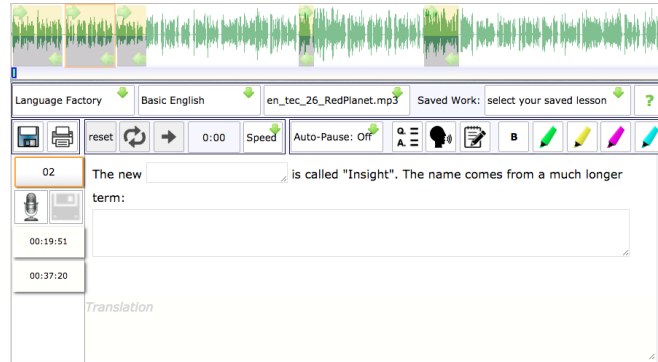 Language Factory Basic English en_tec_26_RedPlanet.mp3 Saved Work: select your saved lesson ?
reset 0:00 Speed Auto-Pause: Off Q. A. B
02 The new is called "Insight". The name comes from a much longer
term:
00:19:51
00:37:20
Translation